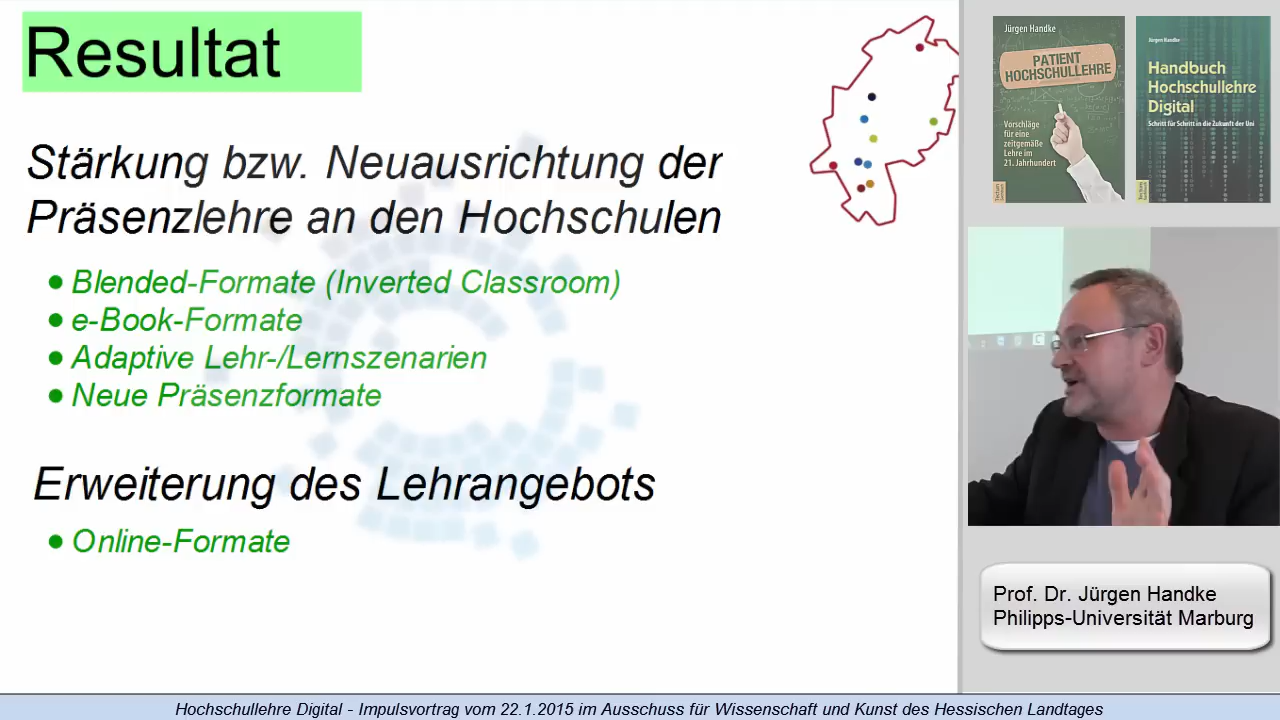 Resultat
Stärkung bzw. Neuausrichtung der
Präsenzlehre an den Hochschulen
Blended-Formate (Inverted Classroom)
e-Book-Formate
Adaptive Lehr-/Lernszenarien
Neue Präsenzformate
Erweiterung des Lehrangebots
Online-Formate
Jürgen Handke
PATIENT
HOCHSCHULLEHRE
Vorschläge
für eine
zeitgemäße
Lehre im
21. Jahrhundert
Jürgen Handke
Handbuch
Hochschullehre
Digital
Schritt für Schritt in die Zukunft der Uni
Prof. Dr. Jürgen Handke
Philipps-Universität Marburg
Hochschullehre Digital - Impulsvortrag vom 22.1.2015 im Ausschuss für Wissenschaft und Kunst des Hessischen Landtages